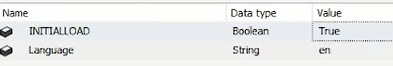 Name Data type Value
INITIALLOAD Boolean True
Language String en